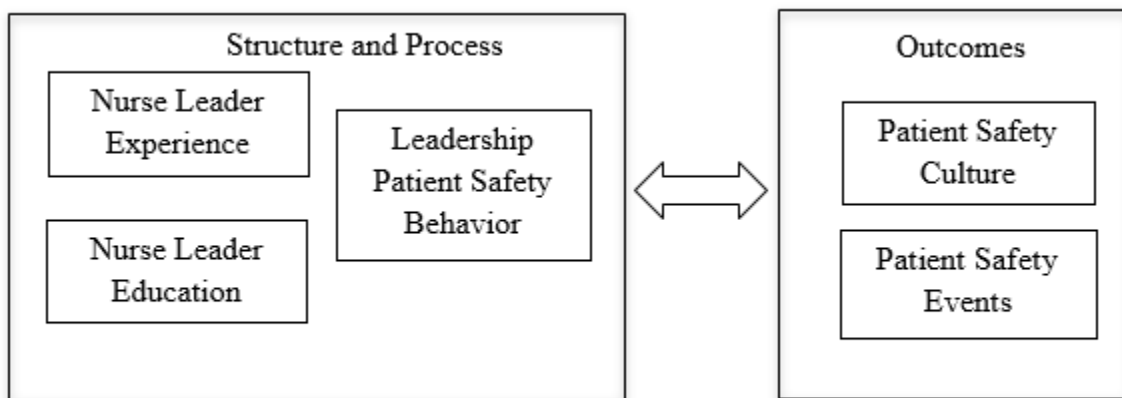 Structure and Process
Nurse Leader
Experience
Leadership
Patient Safety
Behavior
Nurse Leader
Education
Outcomes
Patient Safety
Culture
Patient Safety
Events